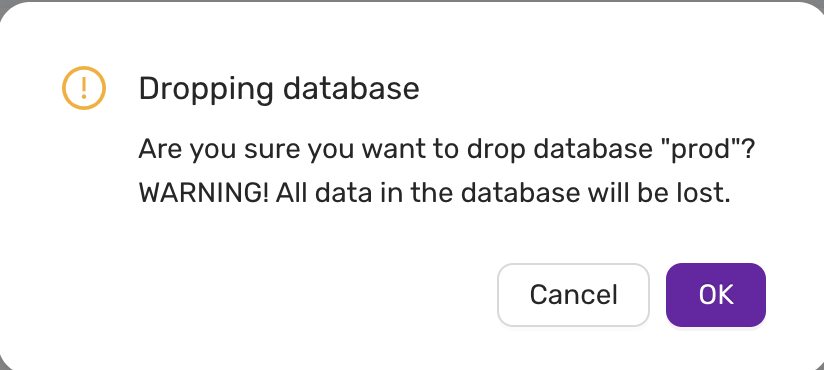 Dropping database
Are you sure you want to drop database "prod"?
WARNING! All data in the database will be lost.
Cancel
OK